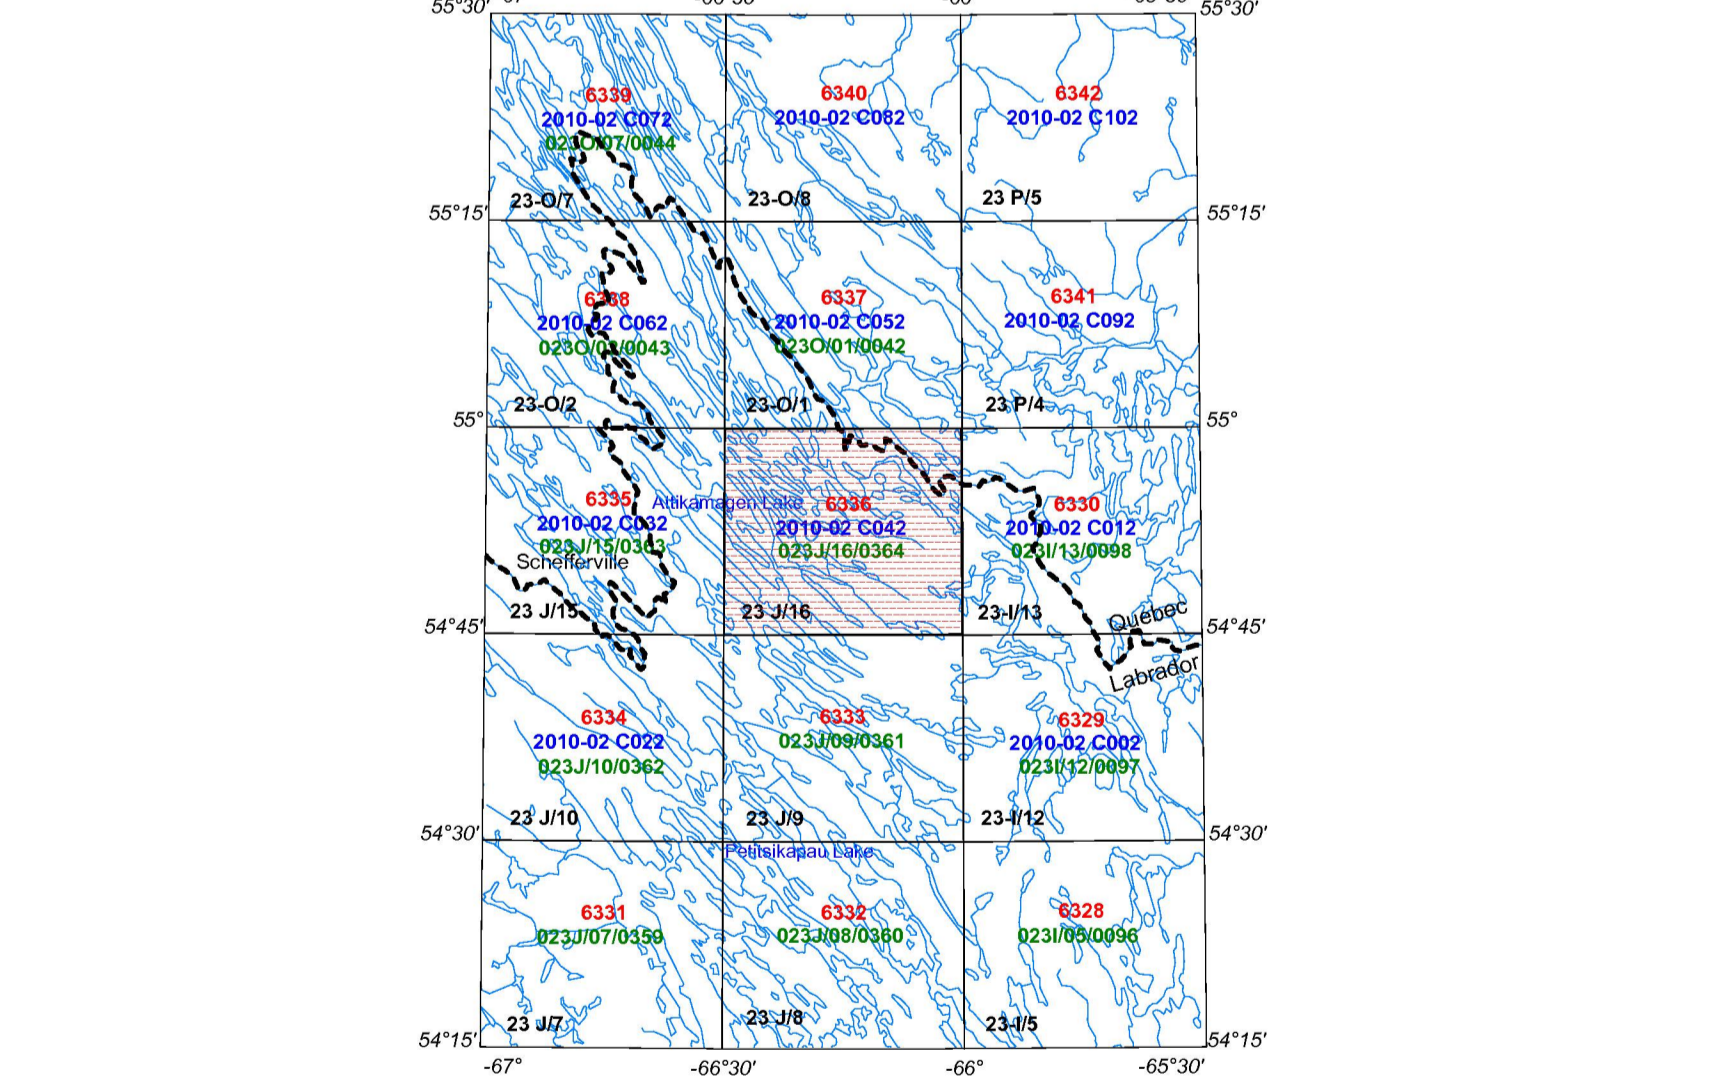 55°30'
55°30'
6339
2010-02 C072
023O/07/0044
23-O/7
6340
2010-02 C082
23-O/8
6342
2010-02 C102
23 P/5
55°15'
55°15'
6338
2010-02 C062
023O/02/0043
23-O/2
6337
2010-02 C052
023O/01/0042
23-O/1
6341
2010-02 C092
23 P/4
55°
55°
6335
2010-02 C032
023J/15/0363
Schefferville
23 J/15
Attikamagen Lake
6336
2010-02 C042
023J/16/0364
23 J/16
6330
2010-02 C012
023I/13/0098
23-I/13
Quebec
Labrador
54°45'
54°45'
6334
2010-02 C022
023J/10/0362
23 J/10
6333
023J/09/0361
23 J/9
6329
2010-02 C002
023I/12/0097
23-I/12
54°30'
54°30'
Petitsikapau Lake
6331
023J/07/0359
23 J/7
6332
023J/08/0360
23 J/8
6328
023I/05/0096
23-I/5
54°15'
54°15'
-67°
-66°30'
-66°
-65°30'